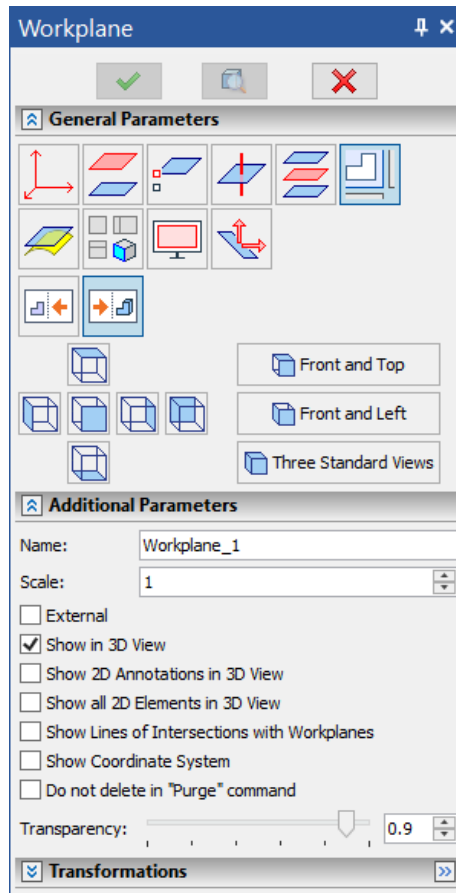 Workplane
General Parameters
Front and Top
Front and Left
Three Standard Views
Additional Parameters
Name: Workplane_1
Scale: 1
External
Show in 3D View
Show 2D Annotations in 3D View
Show all 2D Elements in 3D View
Show Lines of Intersections with Workplanes
Show Coordinate System
Do not delete in "Purge" command
Transparency: 0.9
Transformations